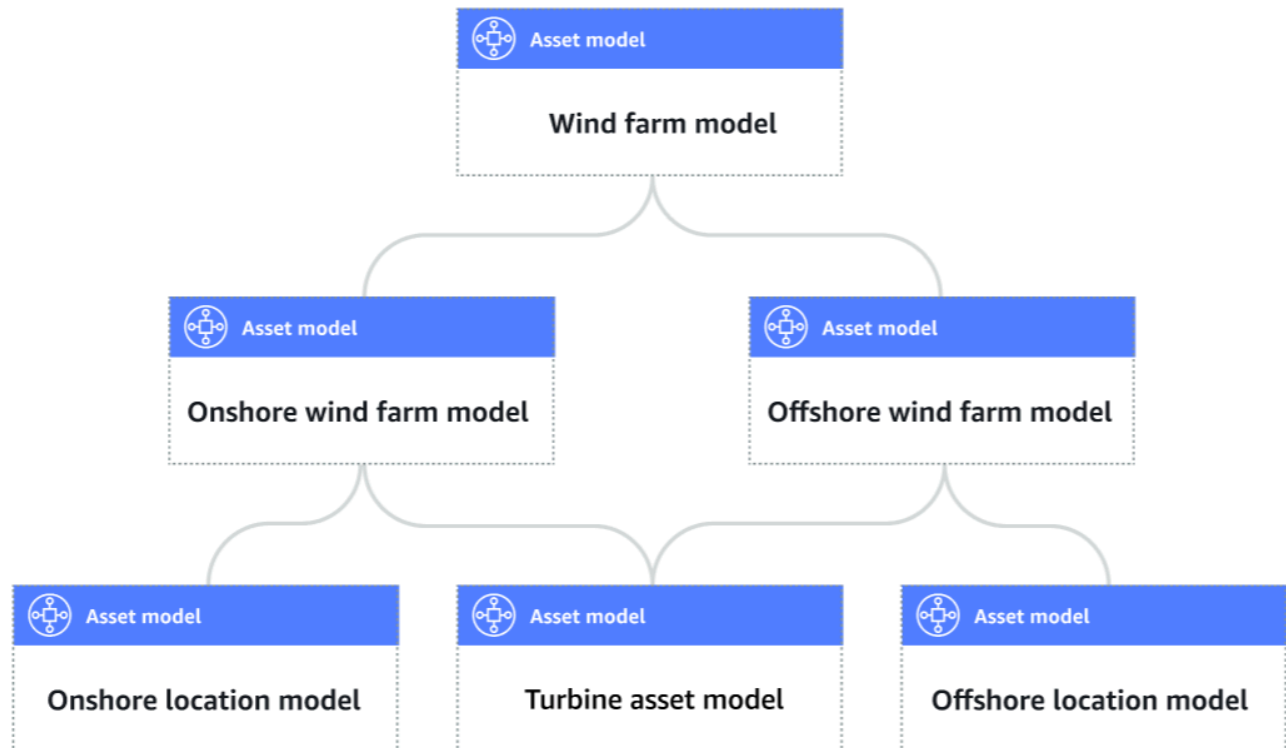 Asset model
Wind farm model
Asset model
Onshore wind farm model
Asset model
Offshore wind farm model
Asset model
Onshore location model
Asset model
Turbine asset model
Asset model
Offshore location model